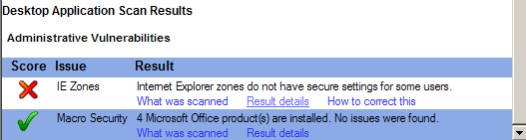 Desktop Application Scan Results
Administrative Vulnerabilities
Score Issue Result
IE Zones Internet Explorer zones do not have secure settings for some users.
What was scanned Result details How to correct this
Macro Security 4 Microsoft Office product(s) are installed. No issues were found.
What was scanned Result details